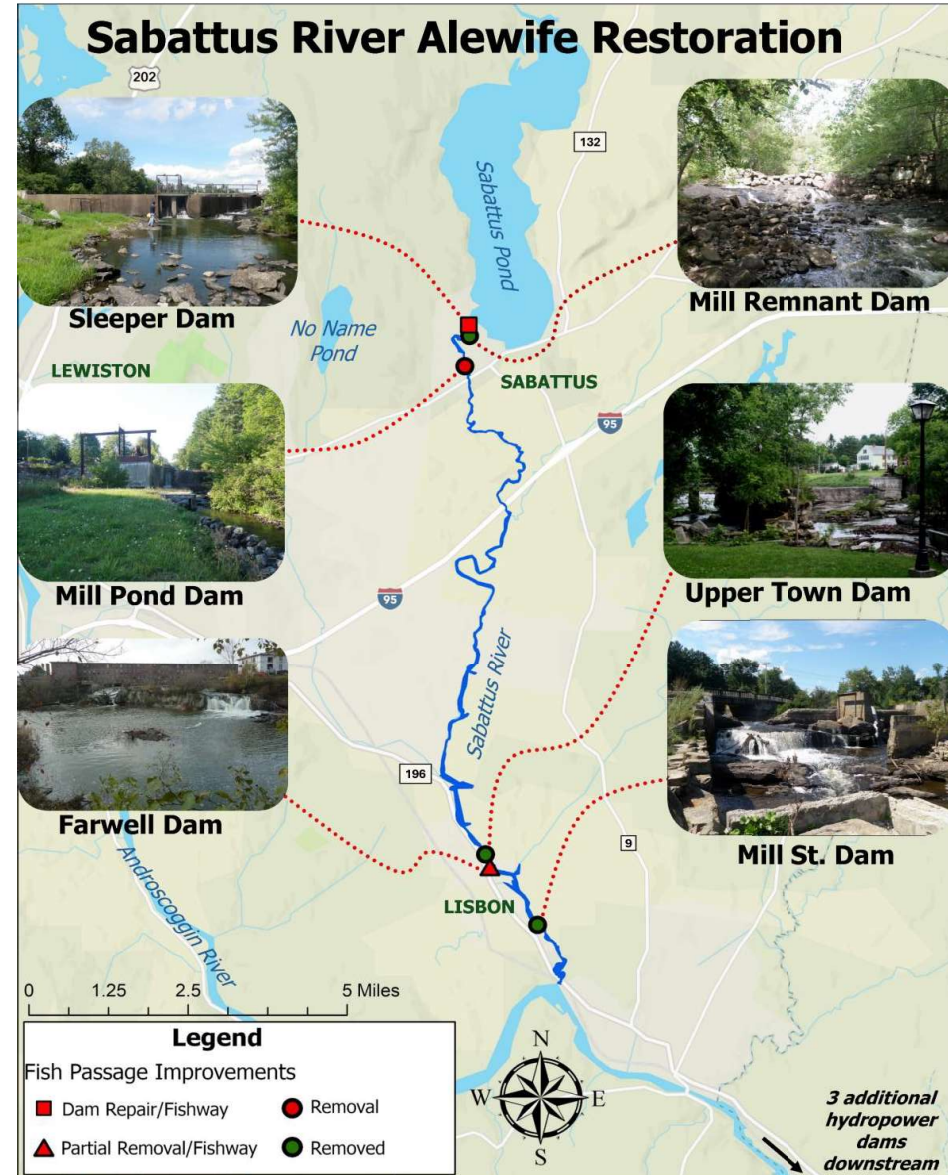 Sabattus River Alewife Restoration
202
132
Sabattus Pond
Sleeper Dam
Mill Remnant Dam
No Name
Pond
LEWISTON
SABATTUS
95
Mill Pond Dam
Upper Town Dam
95
Sabattus River
196
Farwell Dam
Mill St. Dam
9
Androscoggin River
LISBON
0 1.25 2.5 5 Miles
Legend
Fish Passage Improvements
Dam Repair/Fishway
Removal
Partial Removal/Fishway
Removed
N
W
E
S
3 additional
hydropower
dams
downstream